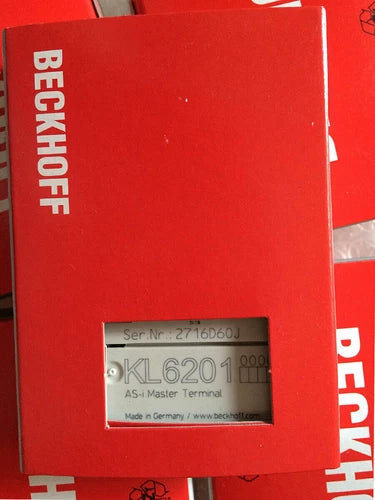 BECKHOFF
Ser.Nr.: 2716D60J
KL6201
AS-i Master Terminal
Made in Germany / www.beckhoff.com
BECKHOFF